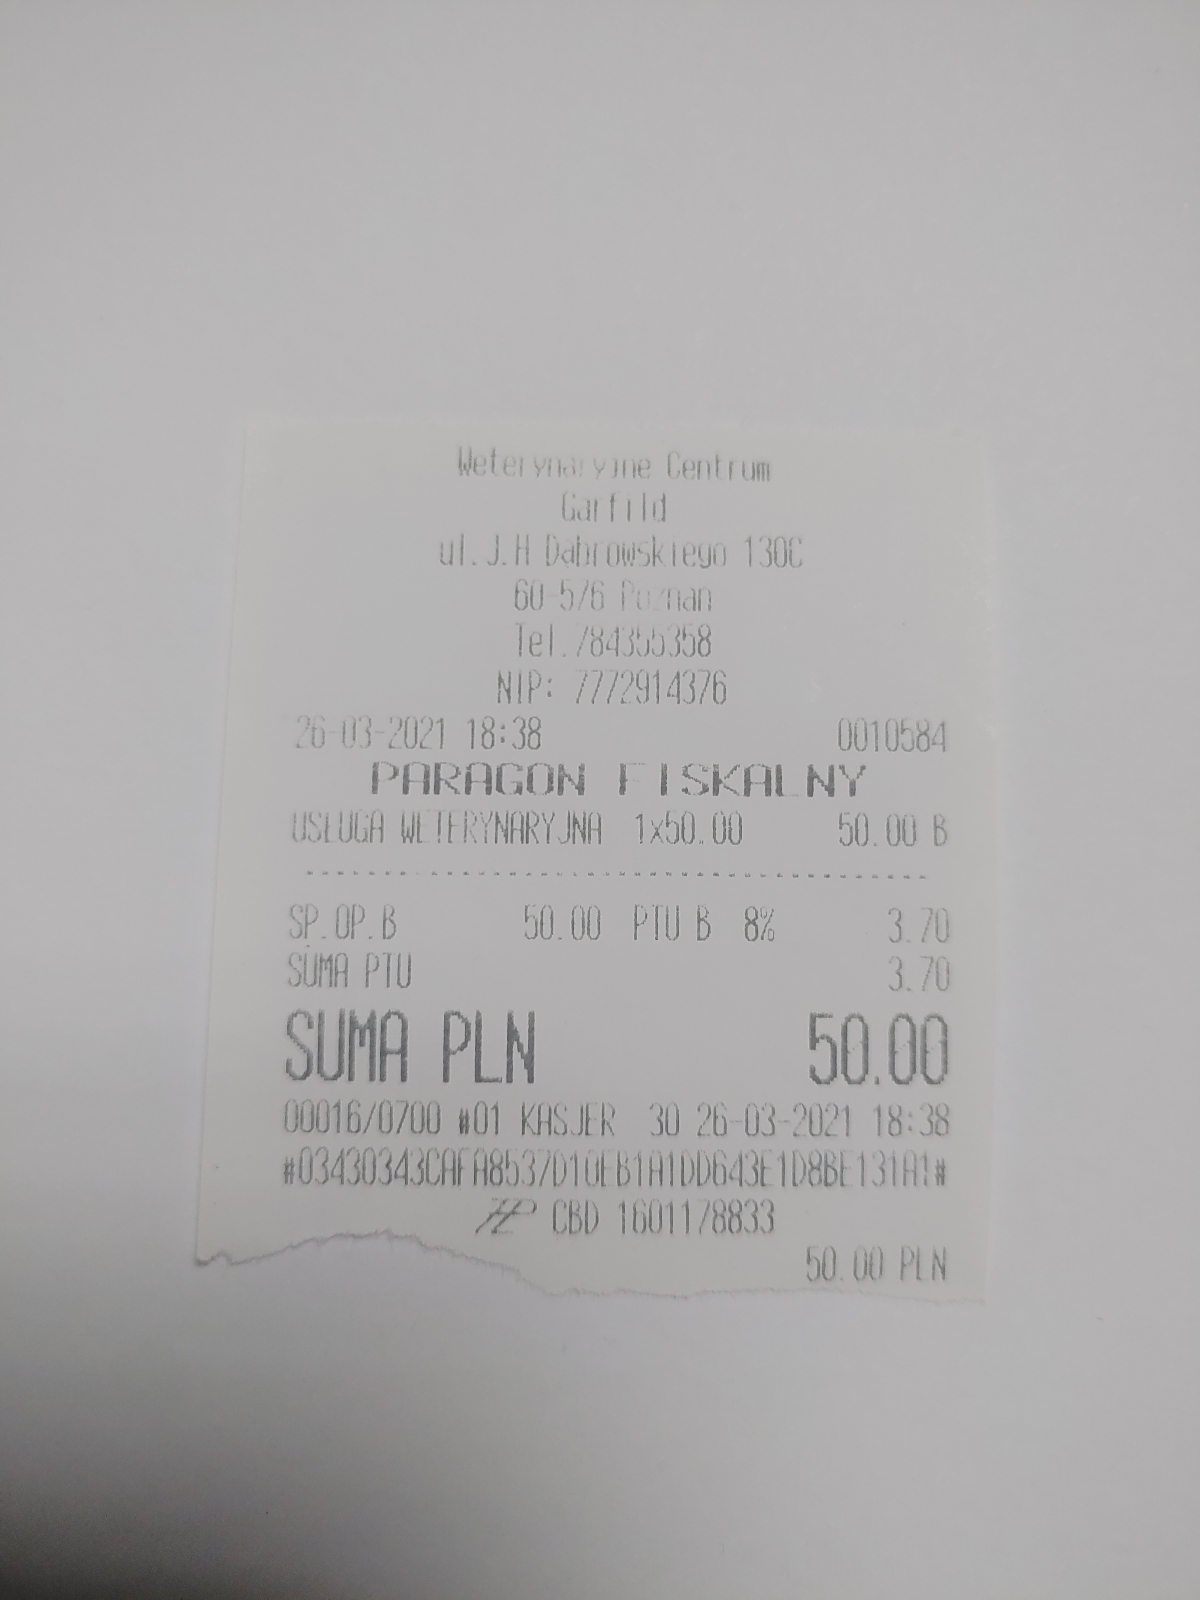 Weterynaryjne Centrum
Garfild
ul.J.H Dąbrowskiego 130C
60-576 Poznań
Tel.784355358
NIP: 7772914376
26-03-2021 18:38 0010584
PARAGON FISKALNY
USŁUGA WETERYNARYJNA 1x50.00 50.00 B
SP.OP.B 50.00 PTU B 8% 3.70
SUMA PTU 3.70
SUMA PLN 50.00
00016/0700 #01 KASJER 30 26-03-2021 18:38
#03430343CAFA8537D10EB1A1DD643E1D8BE131A1#
CBD 1601178833
50.00 PLN